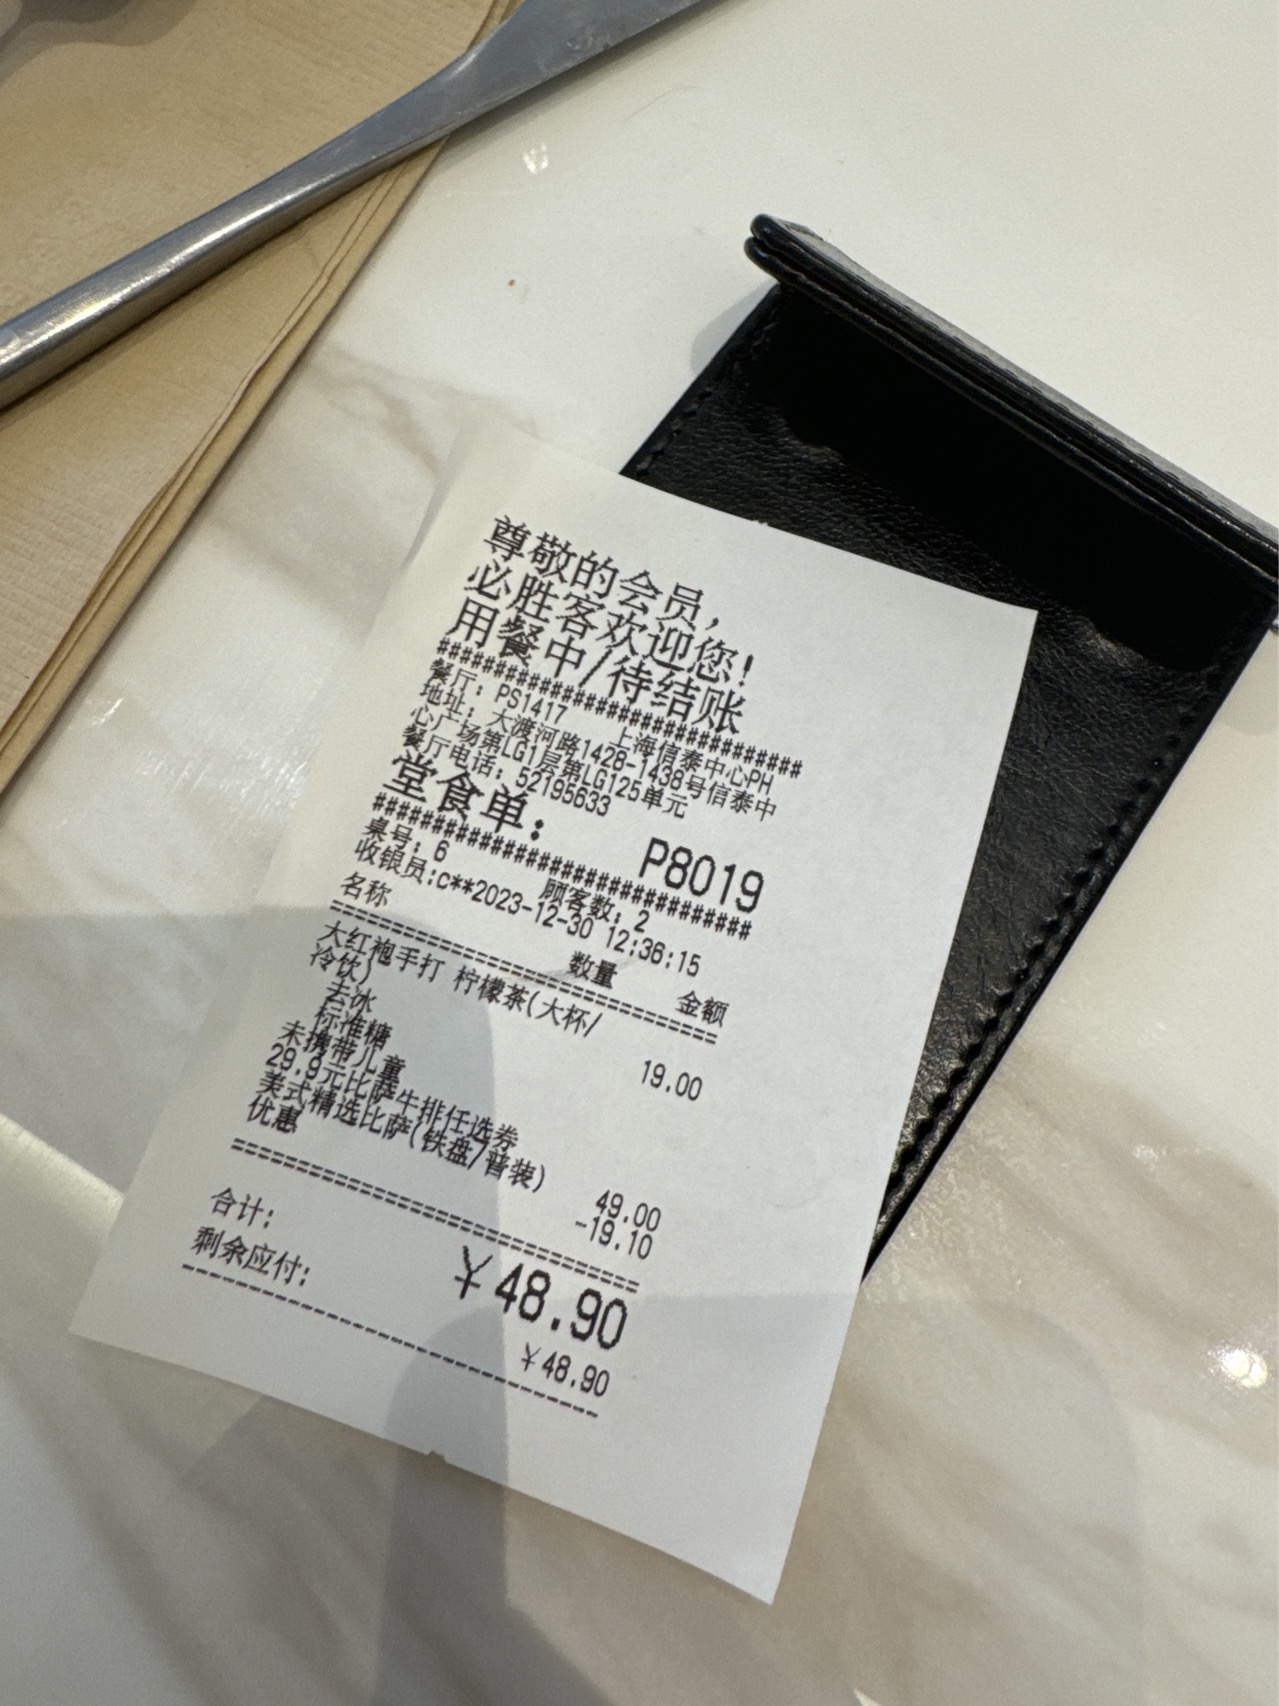 尊敬的会员，
必胜客欢迎您!
用餐中/待结账
##################################
餐厅: PS1417 上海信泰中心PH
地址: 大渡河路1428-1438号信泰中
心广场第LG1层第LG125单元
餐厅电话: 52195633
堂食单: P8019
##################################
桌号: 6 顾客数: 2
收银员:c**2023-12-30 12:36:15
名称 数量 金额
==================================
大红袍手打 柠檬茶(大杯/
冷饮) 19.00
去冰
标准糖
未携带儿童
29.9元比萨牛排任选券
美式精选比萨(铁盘/普装) 49.00
优惠 -19.10
==================================
合计: ￥48.90
剩余应付: ￥48.90
----------------------------------